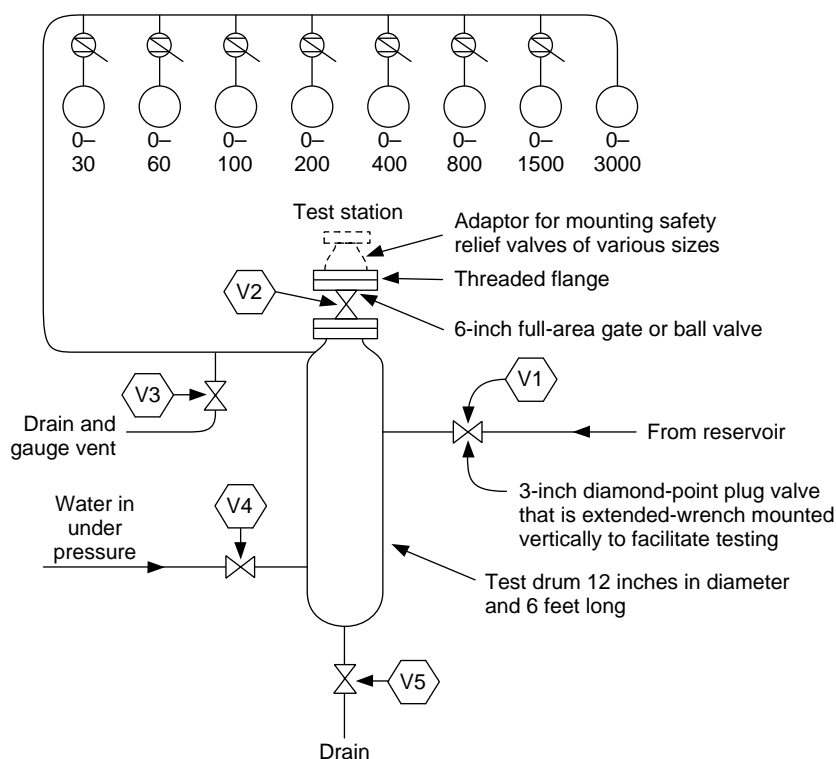 0–
30
0–
60
0–
100
0–
200
0–
400
0–
800
0–
1500
0–
3000
Test station
Adaptor for mounting safety
relief valves of various sizes
Threaded flange
V2
6-inch full-area gate or ball valve
V3
V1
Drain and
gauge vent
From reservoir
Water in
under
pressure
V4
3-inch diamond-point plug valve
that is extended-wrench mounted
vertically to facilitate testing
Test drum 12 inches in diameter
and 6 feet long
V5
Drain